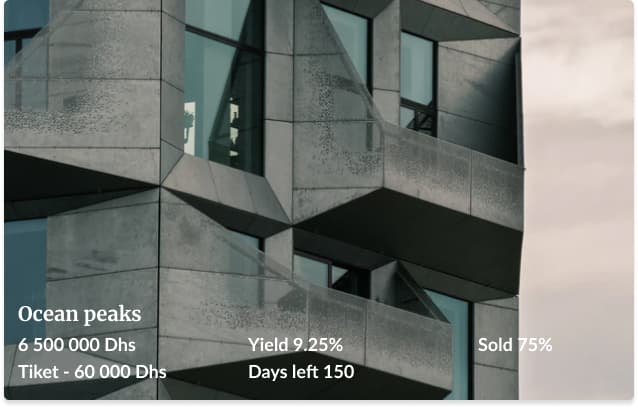 Ocean peaks
6 500 000 Dhs Yield 9.25% Sold 75%
Tiket - 60 000 Dhs Days left 150